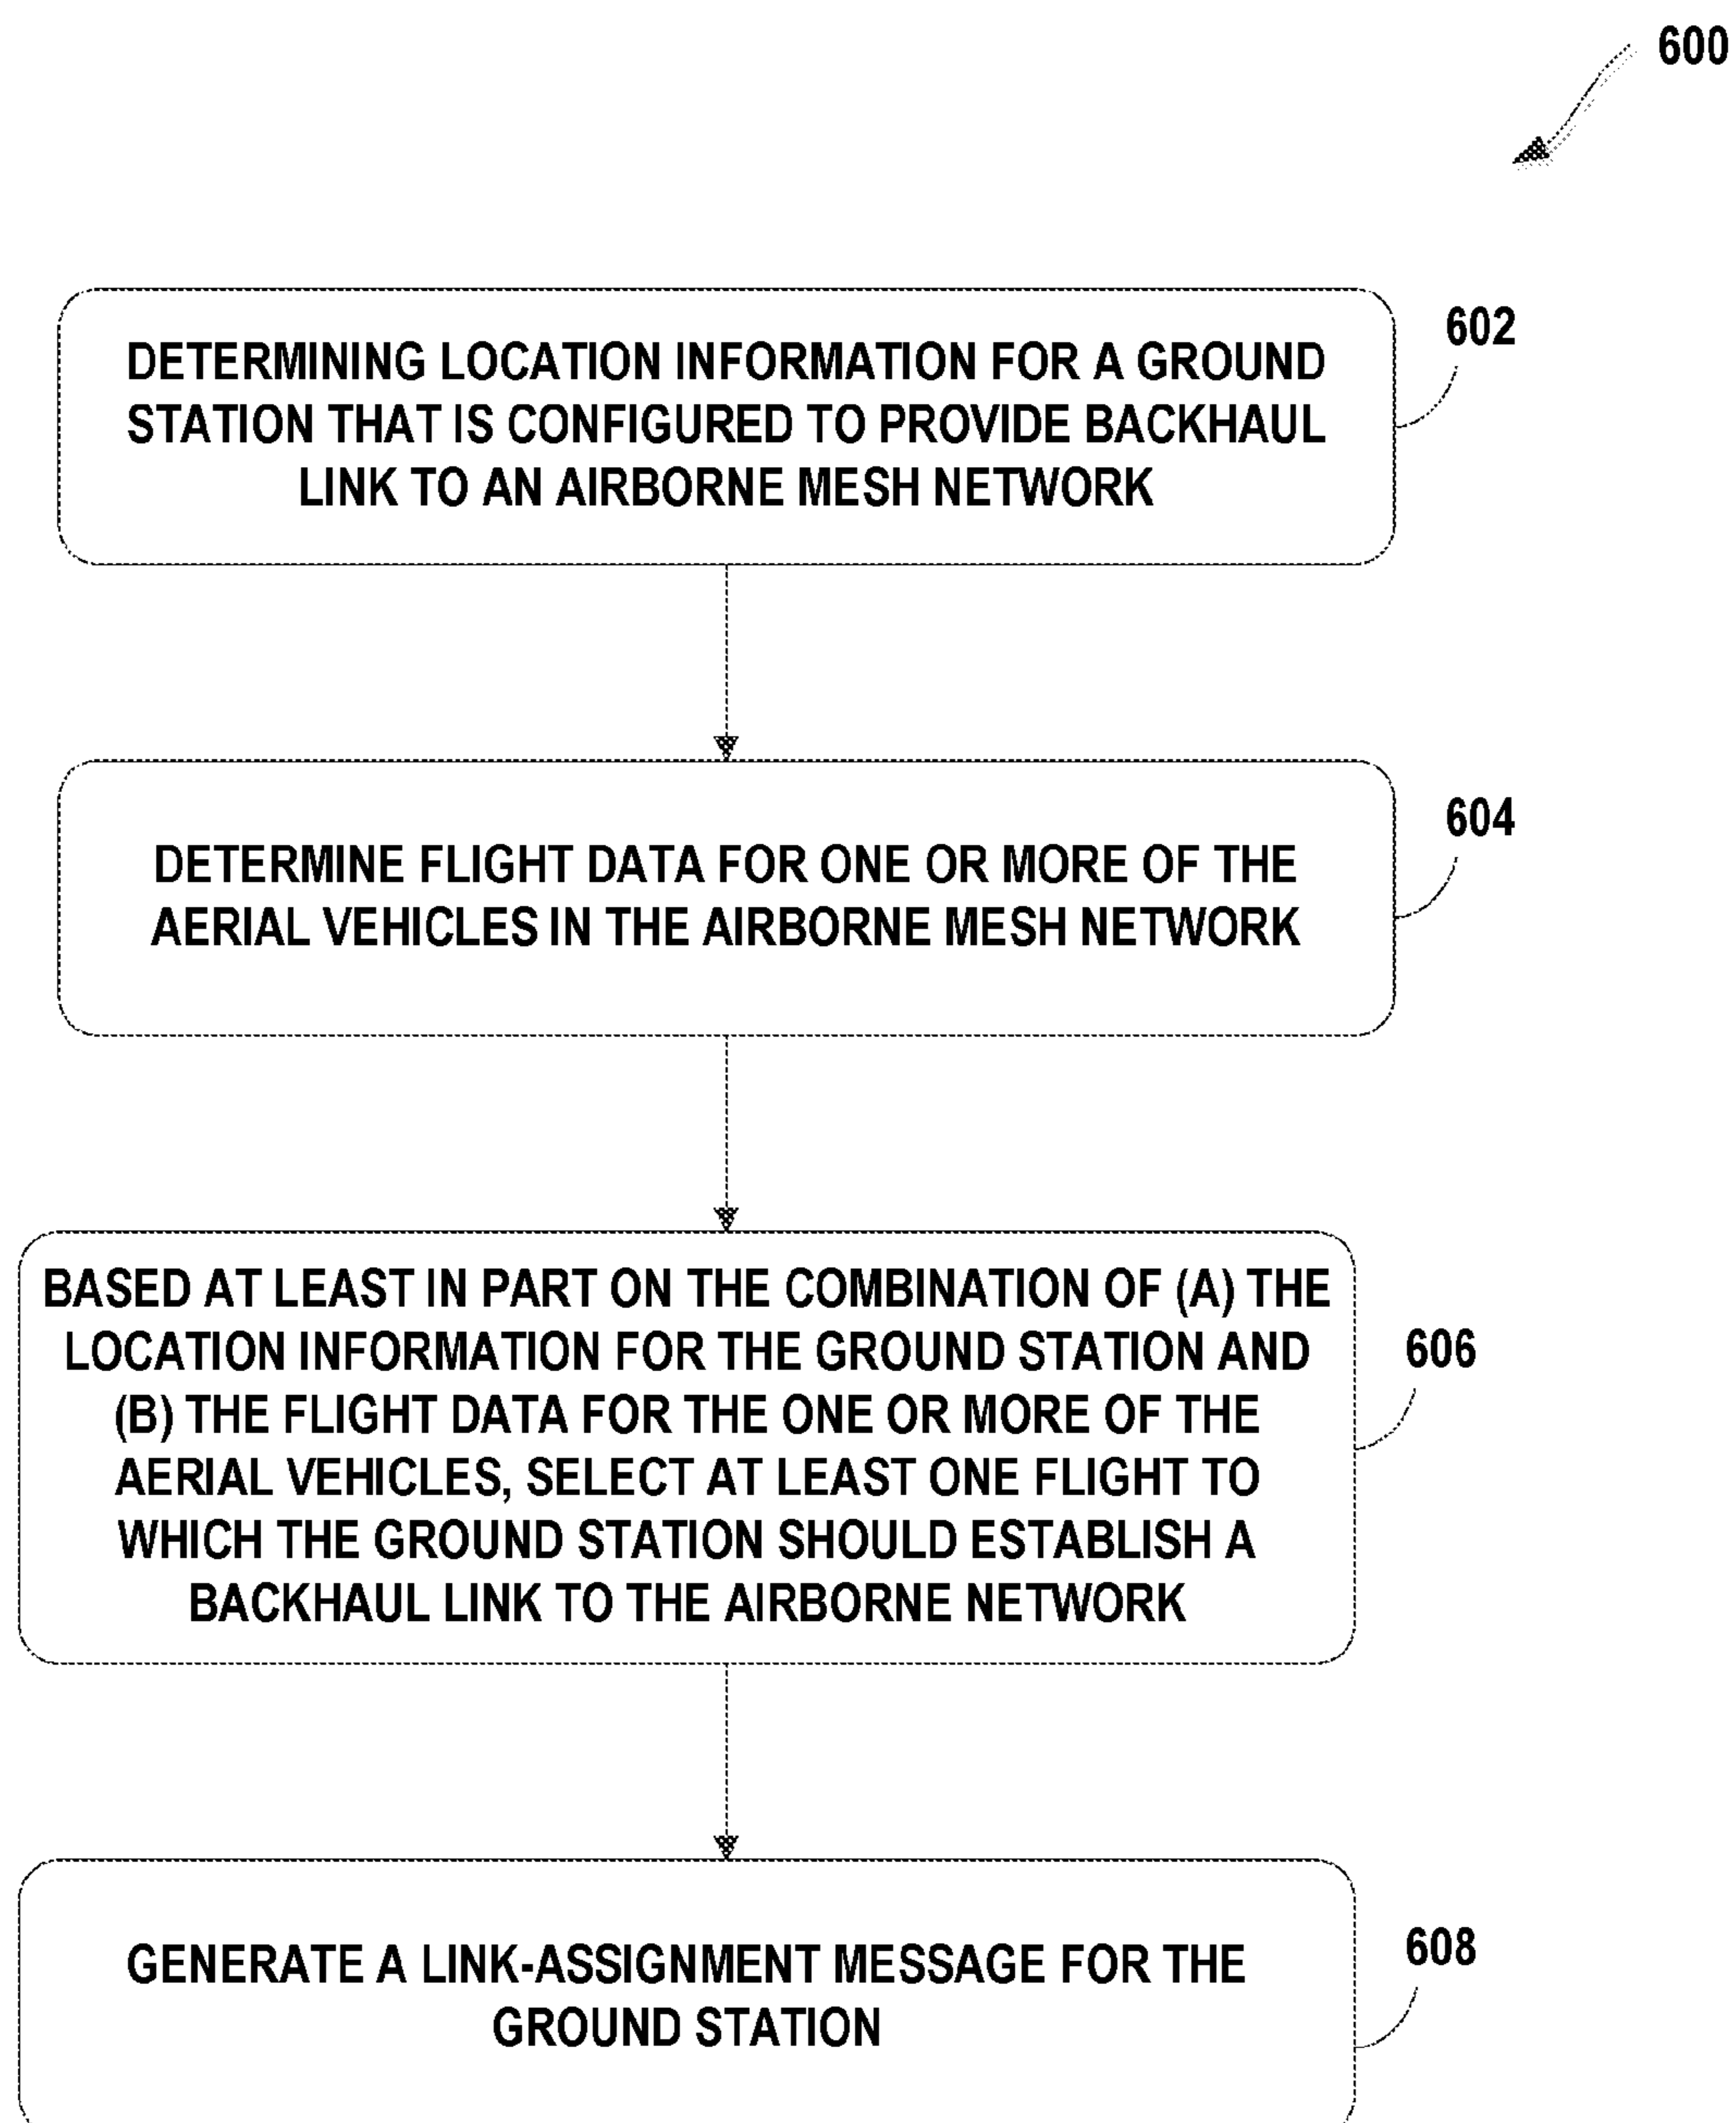 600
DETERMINING LOCATION INFORMATION FOR A GROUND
STATION THAT IS CONFIGURED TO PROVIDE BACKHAUL
LINK TO AN AIRBORNE MESH NETWORK
602
DETERMINE FLIGHT DATA FOR ONE OR MORE OF THE
AERIAL VEHICLES IN THE AIRBORNE MESH NETWORK
604
BASED AT LEAST IN PART ON THE COMBINATION OF (A) THE
LOCATION INFORMATION FOR THE GROUND STATION AND
(B) THE FLIGHT DATA FOR THE ONE OR MORE OF THE
AERIAL VEHICLES, SELECT AT LEAST ONE FLIGHT TO
WHICH THE GROUND STATION SHOULD ESTABLISH A
BACKHAUL LINK TO THE AIRBORNE NETWORK
606
GENERATE A LINK-ASSIGNMENT MESSAGE FOR THE
GROUND STATION
608